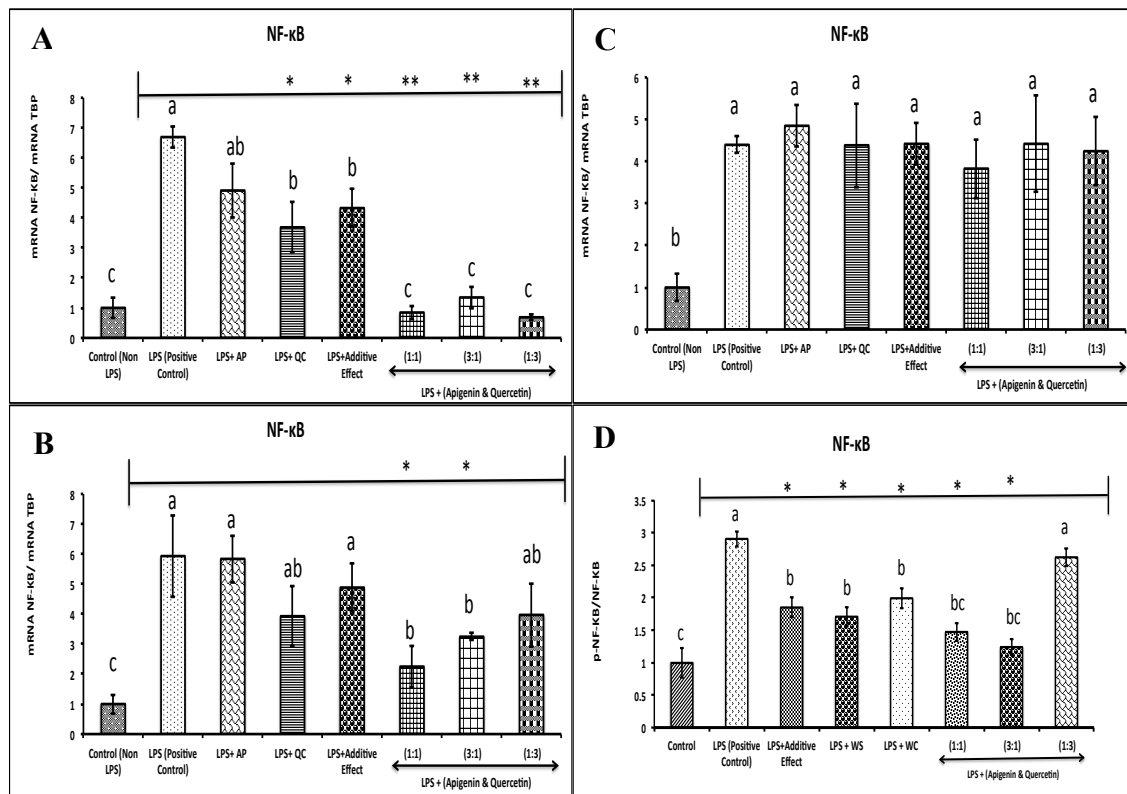 A
NF-κB
* * ** ** **
mRNA NF-KB/ mRNA TBP
8
7
6
5
4
3
2
1
0
c a ab b b c c c
Control (Non LPS)
LPS (Positive Control)
LPS+ AP
LPS+ QC
LPS+Additive Effect
(1:1) (3:1) (1:3)
LPS + (Apigenin & Quercetin)
C
NF-κB
mRNA NF-KB/ mRNA TBP
6
5
4
3
2
1
0
b a a a a a a a
Control (Non LPS)
LPS (Positive Control)
LPS+ AP
LPS+ QC
LPS+Additive Effect
(1:1) (3:1) (1:3)
LPS + (Apigenin & Quercetin)
B
NF-κB
* *
mRNA NF-KB/ mRNA TBP
8
7
6
5
4
3
2
1
0
c a a ab a b b ab
Control (Non LPS)
LPS (Positive Control)
LPS+ AP
LPS+ QC
LPS+Additive Effect
(1:1) (3:1) (1:3)
LPS + (Apigenin & Quercetin)
D
NF-κB
* * * * *
p-NF-KB/NF-KB
3.5
3
2.5
2
1.5
1
0.5
0
c a b b b bc bc a
Control
LPS (Positive Control)
LPS+Additive Effect
LPS + WS
LPS + WC
(1:1) (3:1) (1:3)
LPS + (Apigenin & Quercetin)